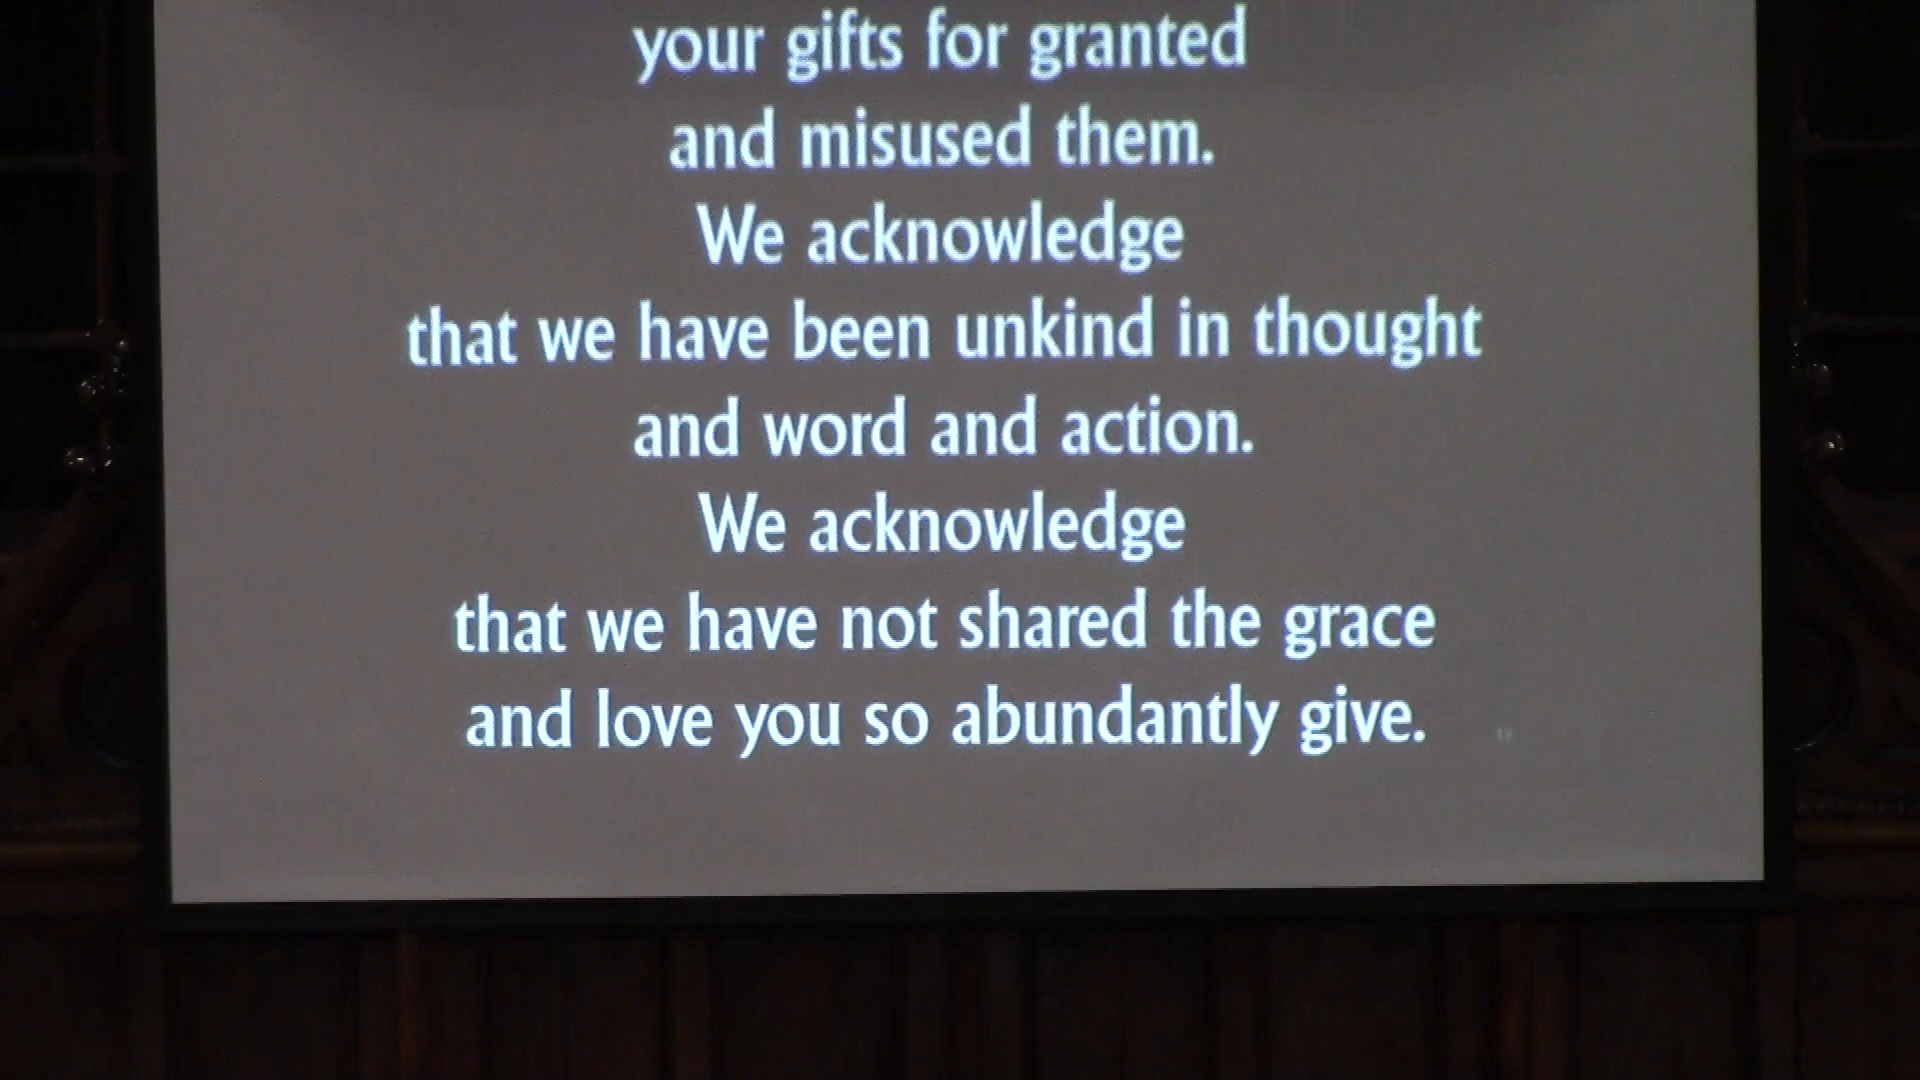 your gifts for granted
and misused them.
We acknowledge
that we have been unkind in thought
and word and action.
We acknowledge
that we have not shared the grace
and love you so abundantly give.